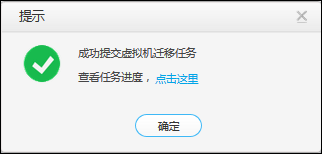 提示
成功提交虚拟机迁移任务
查看任务进度，点击这里
确定